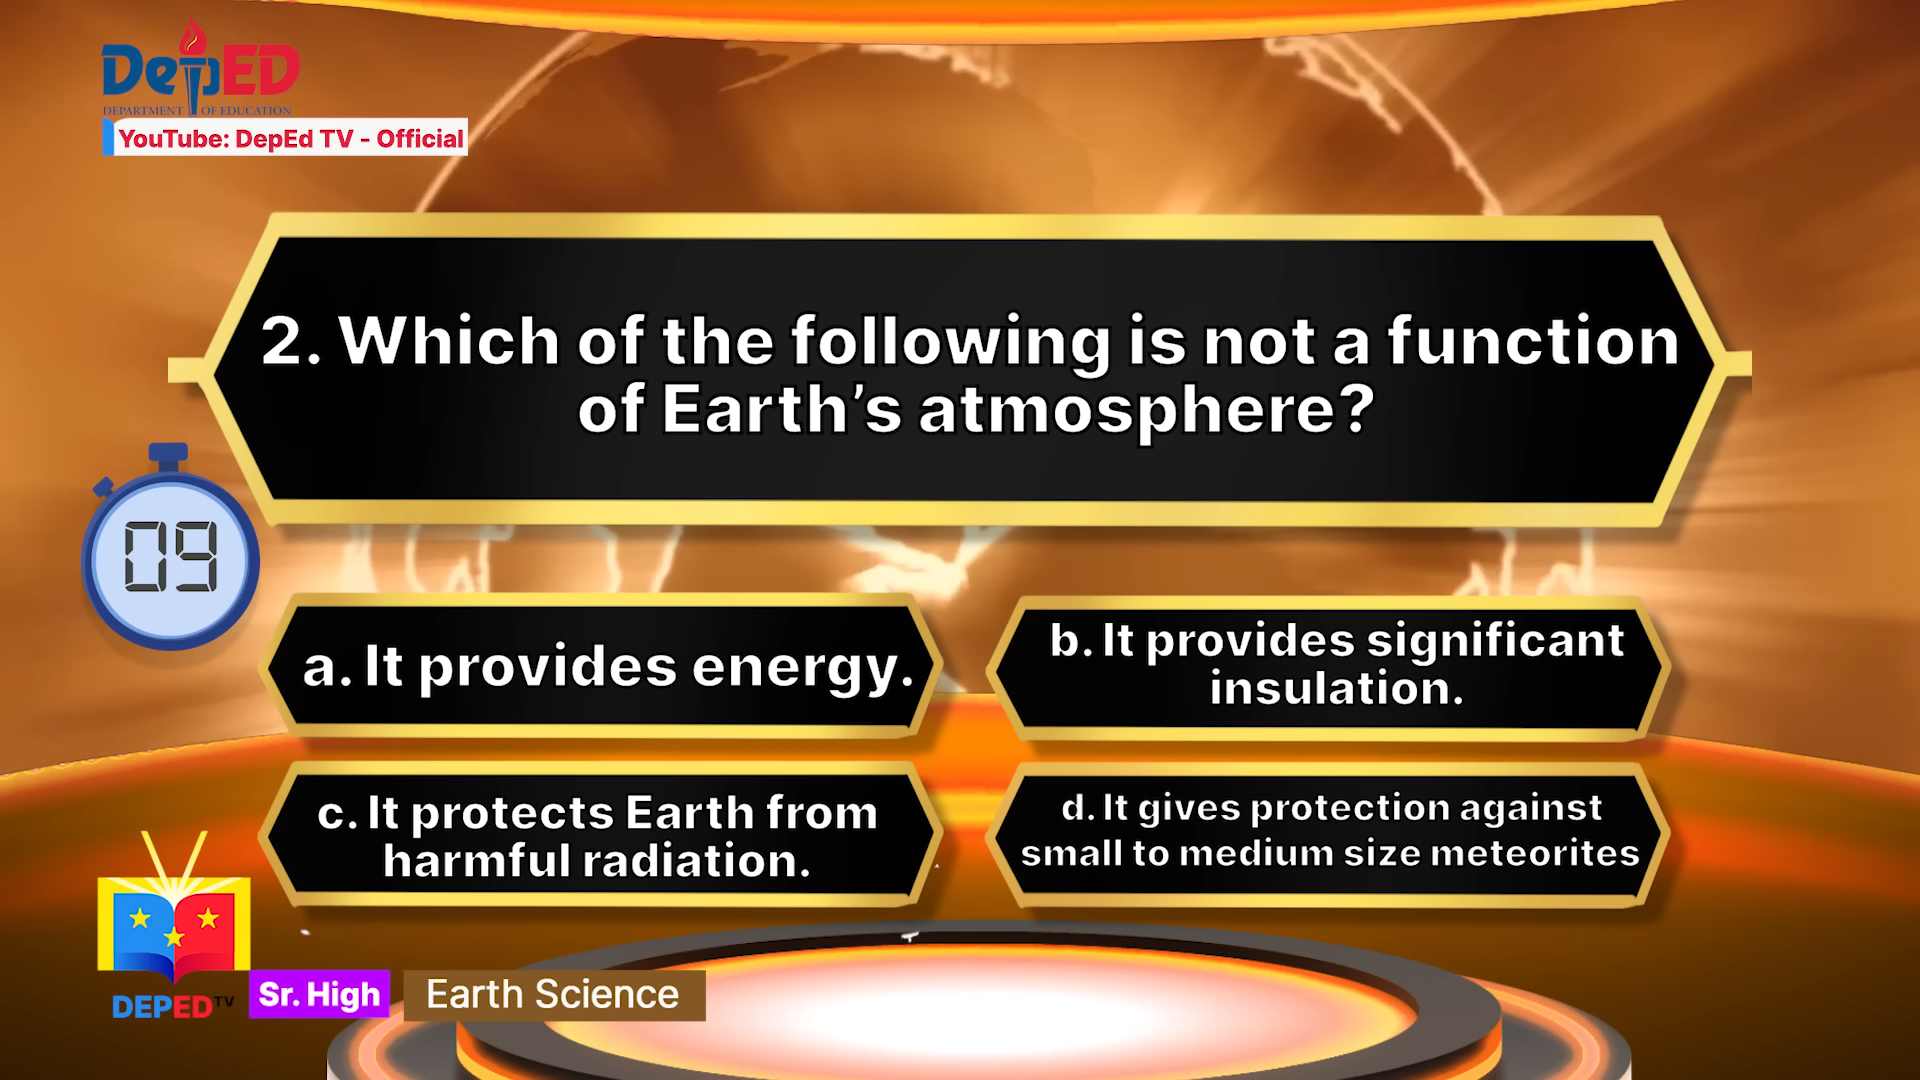 DepED
DEPARTMENT OF EDUCATION
YouTube: DepEd TV - Official
2. Which of the following is not a function
of Earth’s atmosphere?
09
a. It provides energy.
b. It provides significant
insulation.
c. It protects Earth from
harmful radiation.
d. It gives protection against
small to medium size meteorites
DEPED TV
Sr. High
Earth Science